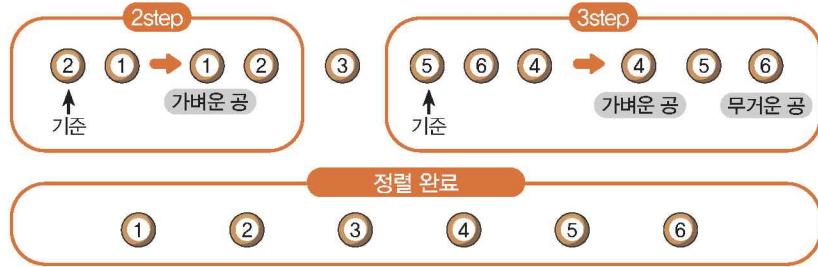 2step
3step
2 1 → 1 2 3 5 6 4 → 4 5 6
가벼운 공 가벼운 공 무거운 공
기준 기준
정렬 완료
1 2 3 4 5 6